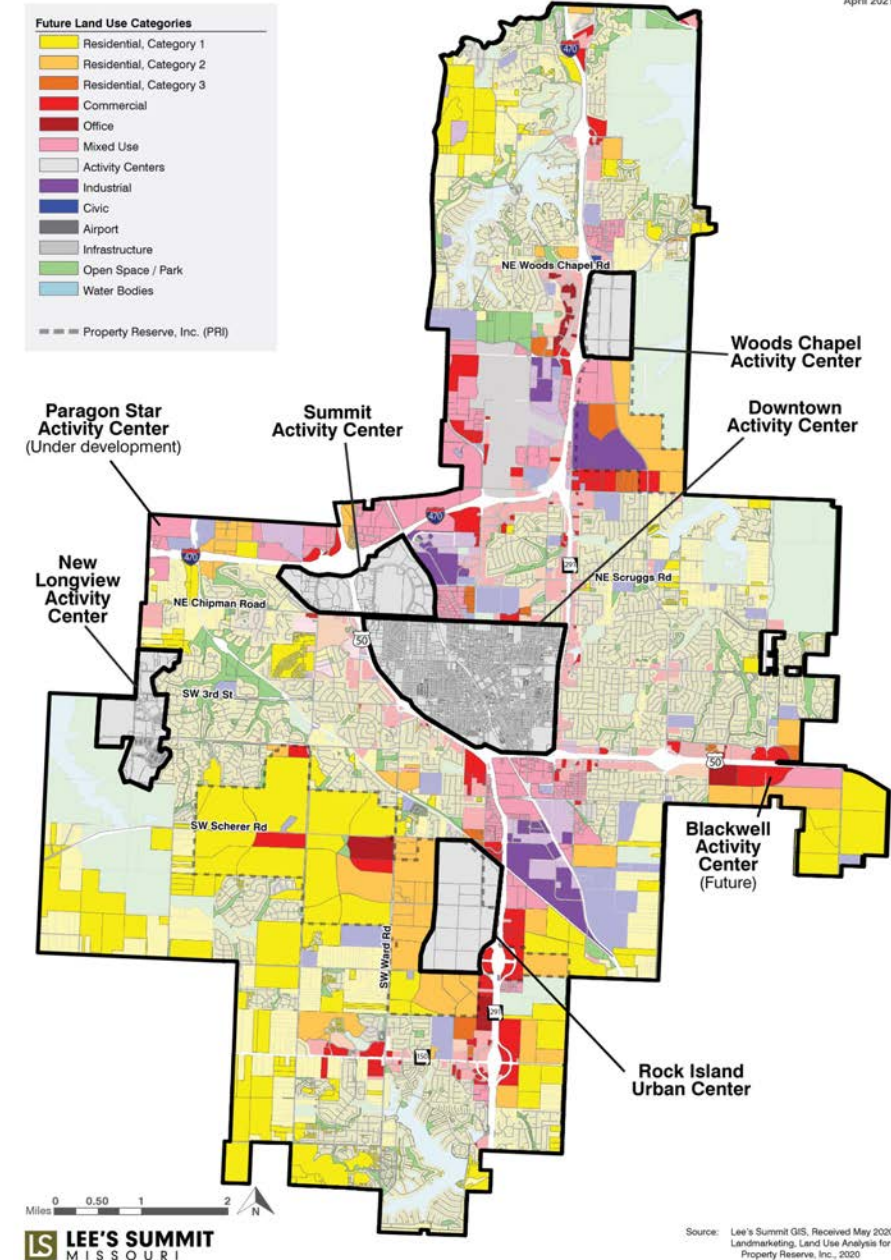 April 2021
Future Land Use Categories
Residential, Category 1
Residential, Category 2
Residential, Category 3
Commercial
Office
Mixed Use
Activity Centers
Industrial
Civic
Airport
Infrastructure
Open Space / Park
Water Bodies
Property Reserve, Inc. (PRI)
470
NE Woods Chapel Rd
Woods Chapel
Activity Center
Paragon Star
Activity Center
(Under development)
Summit
Activity Center
Downtown
Activity Center
470
470
291
New
Longview
Activity
Center
NE Scruggs Rd
NE Chipman Road
50
SW 3rd St
50
SW Scherer Rd
Blackwell
Activity
Center
(Future)
SW Ward Rd
291
150
Rock Island
Urban Center
Miles 0 0.50 1 2
N
LS LEE'S SUMMIT
MISSOURI
Source: Lee's Summit GIS, Received May 2020
Landmarketing, Land Use Analysis for
Property Reserve, Inc., 2020